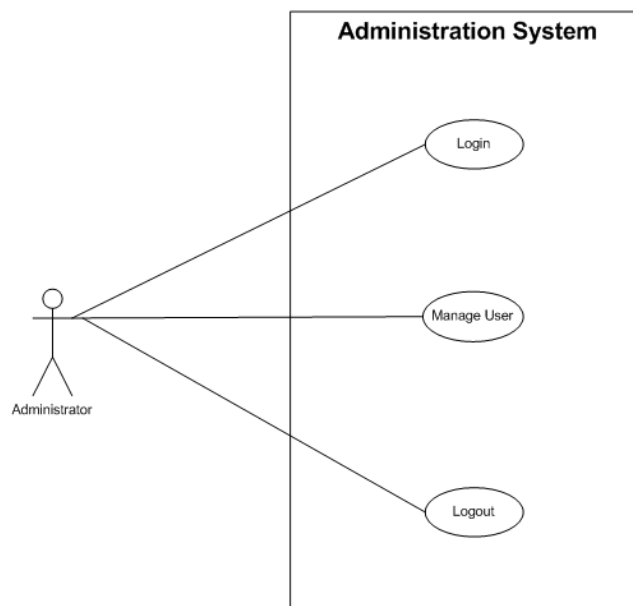 Administration System
Login
Manage User
Administrator
Logout